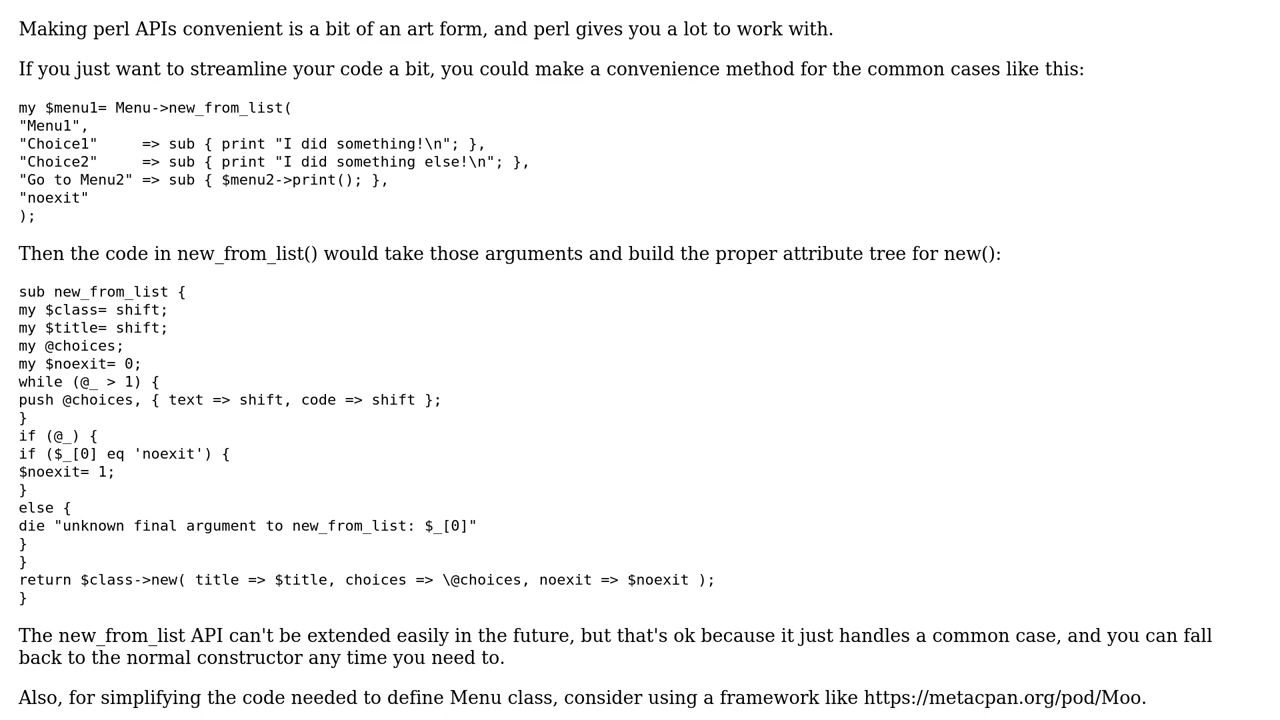 Making perl APIs convenient is a bit of an art form, and perl gives you a lot to work with.
If you just want to streamline your code a bit, you could make a convenience method for the common cases like this:
my $menu1= Menu->new_from_list(
"Menu1",
"Choice1"     => sub { print "I did something!\n"; },
"Choice2"     => sub { print "I did something else!\n"; },
"Go to Menu2" => sub { $menu2->print(); },
"noexit"
);
Then the code in new_from_list() would take those arguments and build the proper attribute tree for new():
sub new_from_list {
my $class= shift;
my $title= shift;
my @choices;
my $noexit= 0;
while (@_ > 1) {
push @choices, { text => shift, code => shift };
}
if (@_) {
if ($_[0] eq 'noexit') {
$noexit= 1;
}
else {
die "unknown final argument to new_from_list: $_[0]"
}
}
return $class->new( title => $title, choices => \@choices, noexit => $noexit );
}
The new_from_list API can't be extended easily in the future, but that's ok because it just handles a common case, and you can fall
back to the normal constructor any time you need to.
Also, for simplifying the code needed to define Menu class, consider using a framework like https://metacpan.org/pod/Moo.